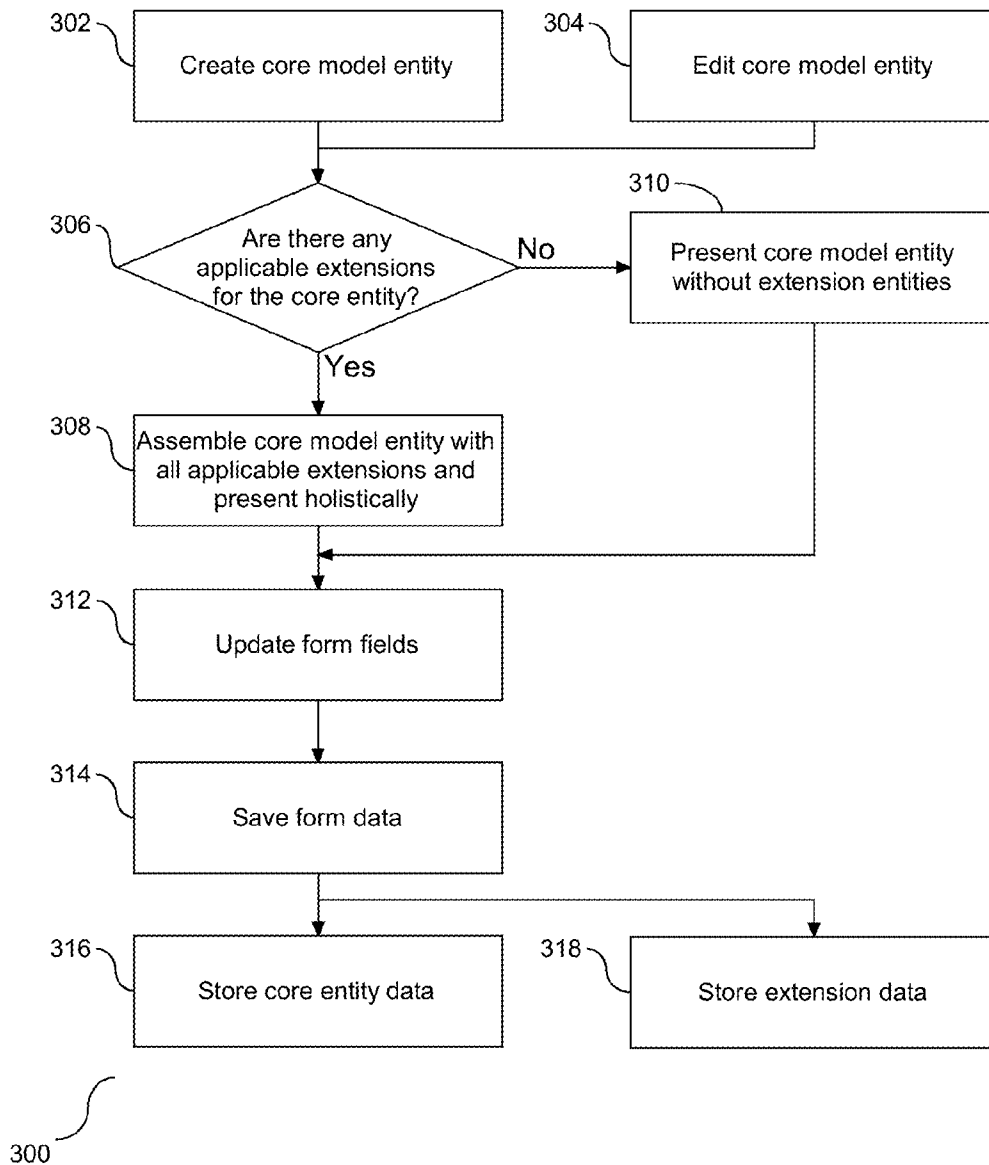 302
Create core model entity
304
Edit core model entity
306
Are there any
applicable extensions
for the core entity?
No
310
Present core model entity
without extension entities
Yes
308
Assemble core model entity with
all applicable extensions and
present holistically
312
Update form fields
314
Save form data
316
Store core entity data
318
Store extension data
300